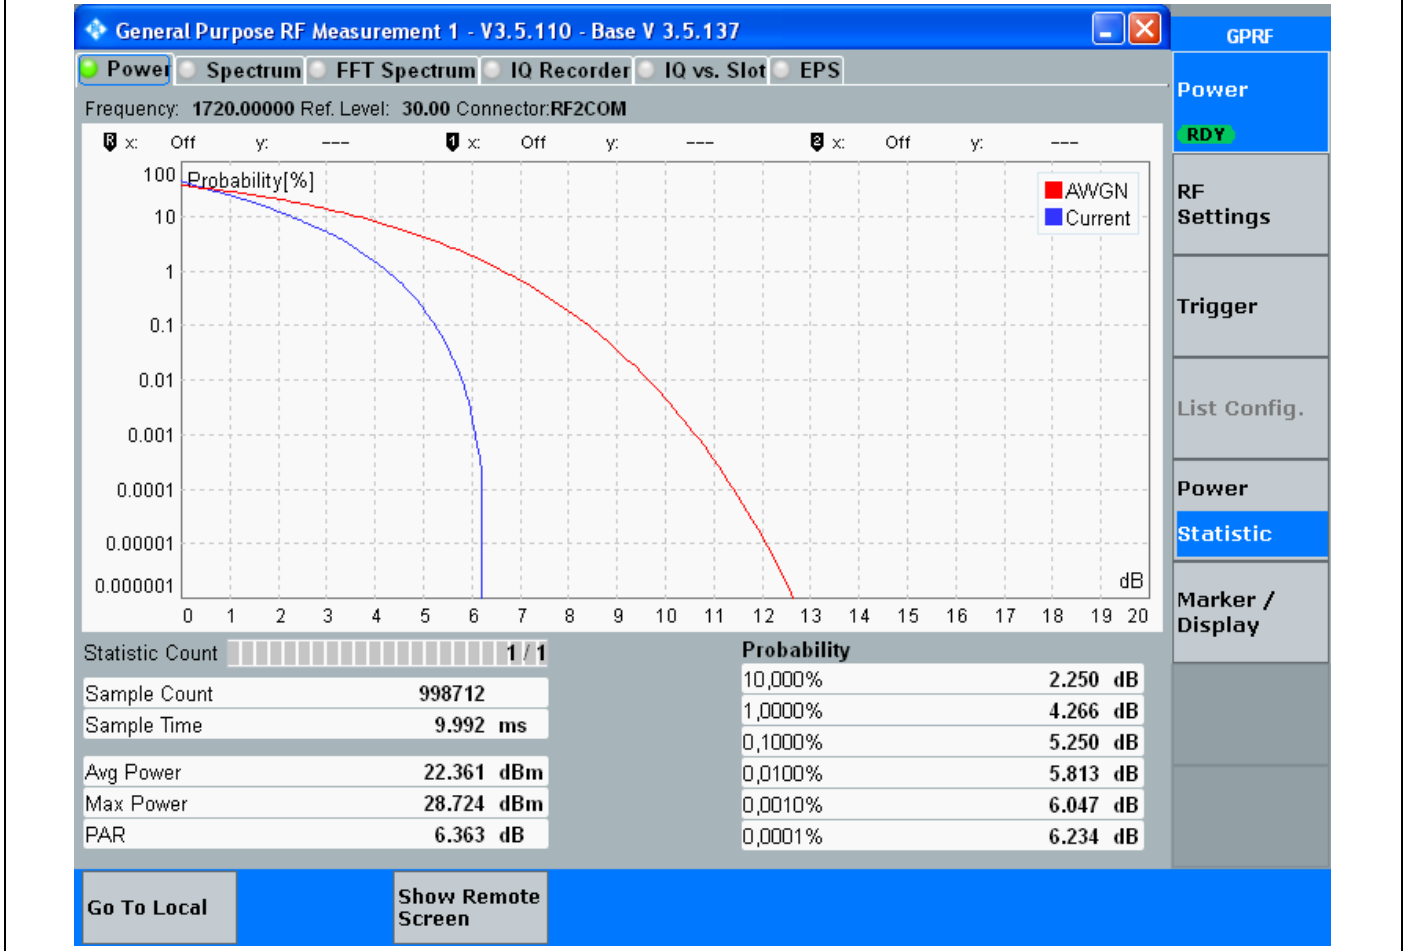 General Purpose RF Measurement 1 - V3.5.110 - Base V 3.5.137
GPRF
Power Spectrum FFT Spectrum IQ Recorder IQ vs. Slot EPS
Frequency: 1720.00000 Ref. Level: 30.00 Connector:RF2COM
R x: Off y: --- 1 x: Off y: --- 2 x: Off y: ---
Probability[%]
AWGN
Current
100
10
1
0.1
0.01
0.001
0.0001
0.00001
0.000001
dB
0 1 2 3 4 5 6 7 8 9 10 11 12 13 14 15 16 17 18 19 20
Statistic Count 1 / 1
Sample Count 998712
Sample Time 9.992 ms
Avg Power 22.361 dBm
Max Power 28.724 dBm
PAR 6.363 dB
Probability
10,000% 2.250 dB
1,0000% 4.266 dB
0,1000% 5.250 dB
0,0100% 5.813 dB
0,0010% 6.047 dB
0,0001% 6.234 dB
Power
RDY
RF
Settings
Trigger
List Config.
Power
Statistic
Marker /
Display
Go To Local
Show Remote
Screen